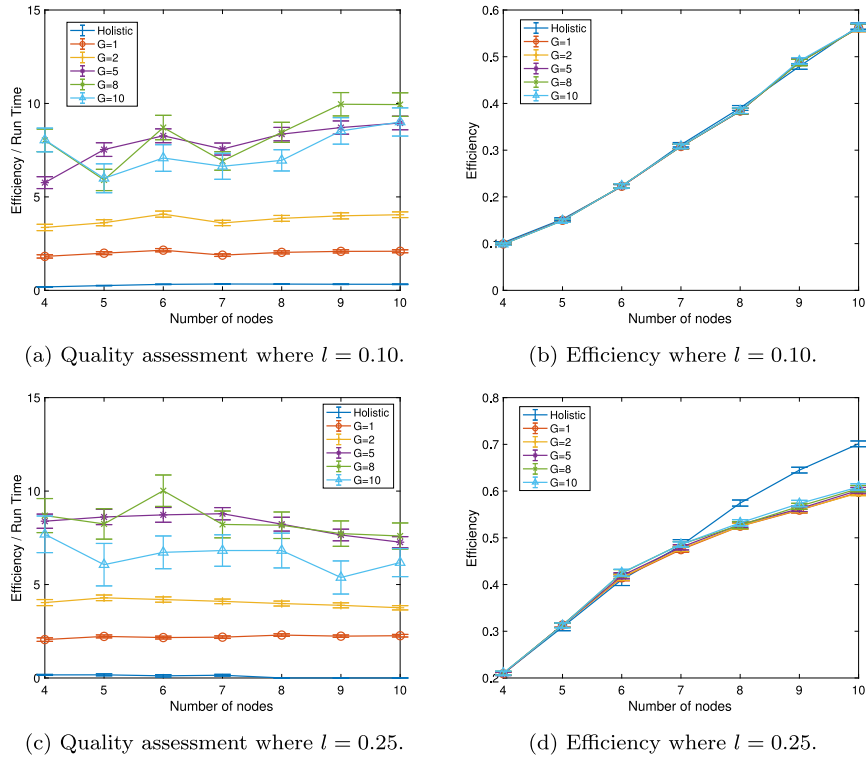 15
10
5
0
Efficiency / Run Time
Holistic
G=1
G=2
G=5
G=8
G=10
4 5 6 7 8 9 10
Number of nodes
(a) Quality assessment where l = 0.10.
0.6
0.5
0.4
0.3
0.2
0.1
0
Efficiency
Holistic
G=1
G=2
G=5
G=8
G=10
4 5 6 7 8 9 10
Number of nodes
(b) Efficiency where l = 0.10.
15
10
5
0
Efficiency / Run Time
Holistic
G=1
G=2
G=5
G=8
G=10
4 5 6 7 8 9 10
Number of nodes
(c) Quality assessment where l = 0.25.
0.8
0.7
0.6
0.5
0.4
0.3
0.2
Efficiency
Holistic
G=1
G=2
G=5
G=8
G=10
4 5 6 7 8 9 10
Number of nodes
(d) Efficiency where l = 0.25.